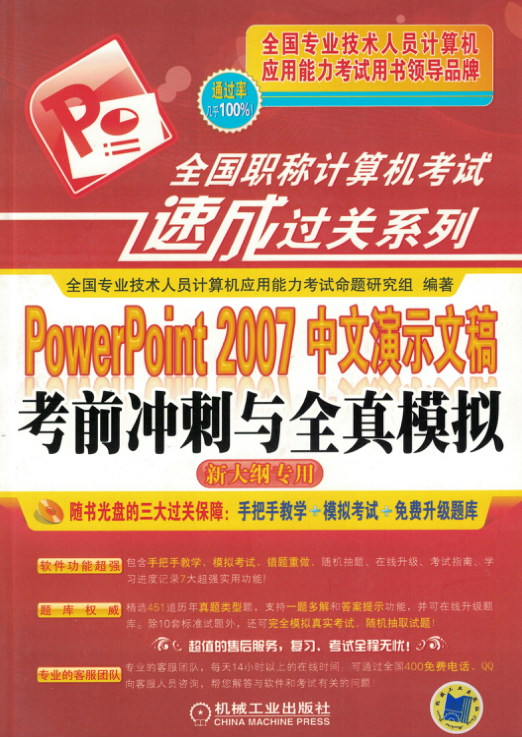 全国专业技术人员计算机
应用能力考试用书领导品牌
通过率
几乎100%!
全国职称计算机考试
速成过关系列
全国专业技术人员计算机应用能力考试命题研究组 编著
PowerPoint 2007 中文演示文稿
考前冲刺与全真模拟
新大纲专用
随书光盘的三大过关保障：手把手教学+模拟考试+免费升级题库
软件功能超强 包含手把手教学、模拟考试、错题重做、随机抽题、在线升级、考试指南、学
习进度记录7大超强实用功能！
题库权威 精选451道历年真题类型题，支持一题多解和答案提示功能，并可在线升级题
库。除10套标准试题外，还可完全模拟真实考试，随机抽取试题！
超值的售后服务，复习、考试全程无忧！
专业的客服团队 专业的客服团队，每天14小时以上的在线时间，可通过全国400免费电话、QQ
向客服人员咨询，帮您解答与软件和考试有关的问题
机械工业出版社
CHINA MACHINE PRESS